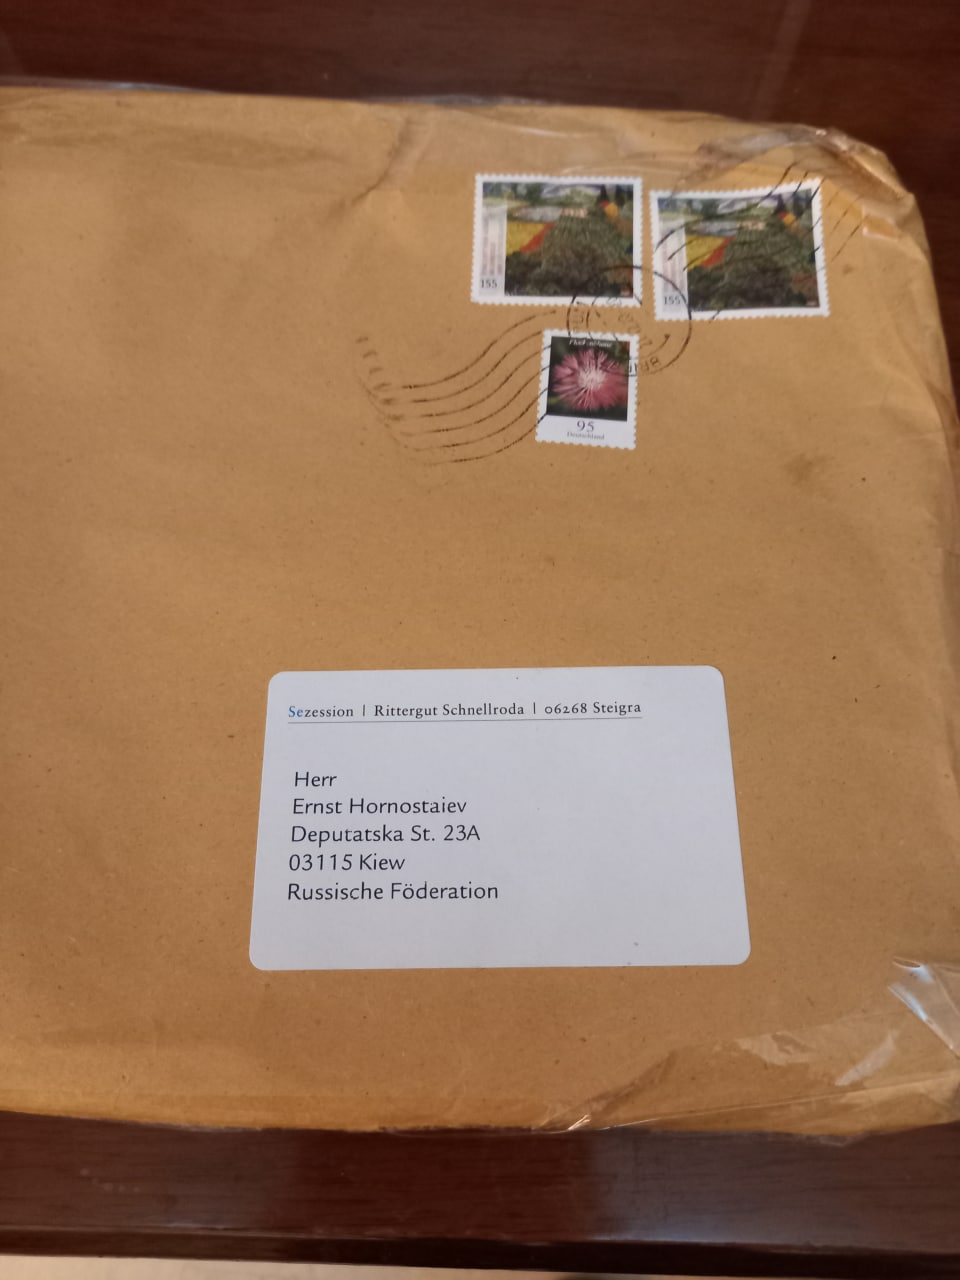 155
155
95
Deutschland
Sezession | Rittergut Schnellroda | 06268 Steigra
Herr
Ernst Hornostaiev
Deputatska St. 23A
03115 Kiew
Russische Föderation